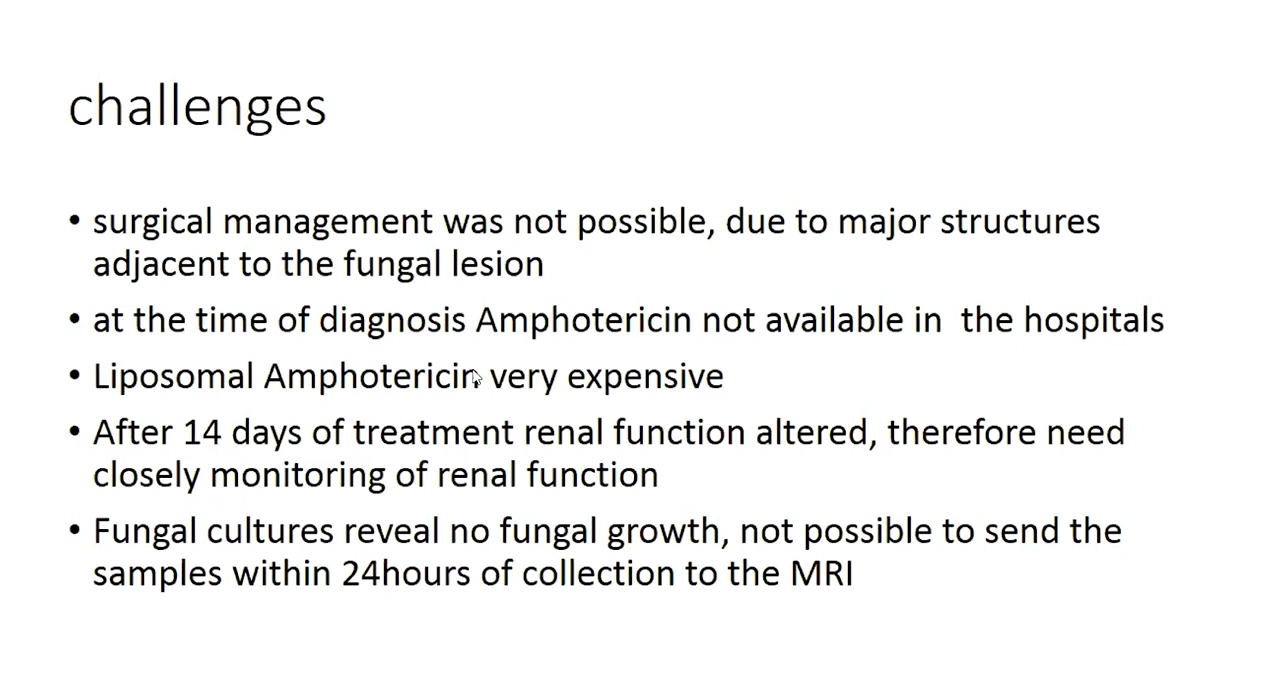 challenges
• surgical management was not possible, due to major structures
adjacent to the fungal lesion
• at the time of diagnosis Amphotericin not available in  the hospitals
• Liposomal Amphotericin very expensive
• After 14 days of treatment renal function altered, therefore need
closely monitoring of renal function
• Fungal cultures reveal no fungal growth, not possible to send the
samples within 24hours of collection to the MRI